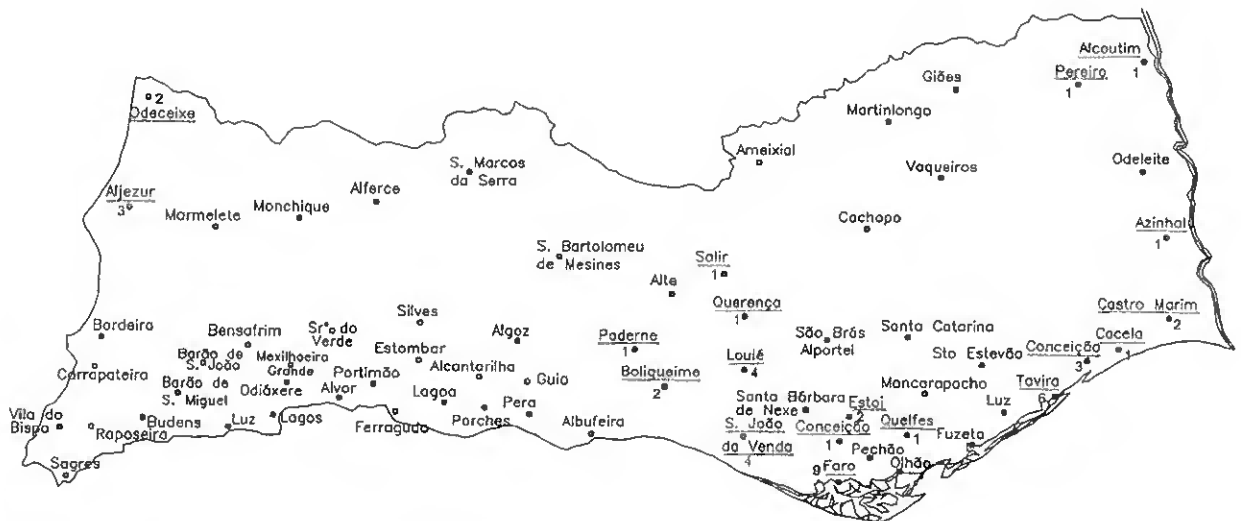 Alcoutim
1
Pereiro
1
Giões
2
Odeceixe
Martinlongo
Ameixial
S. Marcos
da Serra
Vaqueiros
Odeleite
Aljezur
3
Alferce
Monchique
Marmelete
Cachopo
Azinhal
1
S. Bartolomeu
de Mesines
Salir
1
Alte
Querença
1
Castro Marim
2
Bordeira
Bensafrim
Srª do
Verde
Silves
Algoz
Paderne
1
São Brás
Alportel
Santa Catarina
Cacela
1
Conceição
3
Sto Estevão
Carrapateira
Barão de
S. João
Mexilhoeira
Grande
Estombar
Alcantarilha
Guia
Loulé
4
Boliqueime
2
Barão de
S. Miguel
Odiáxere
Portimão
Alvor
Lagoa
Porches
Pera
Moncarapacho
Tavira
6
Luz
Santa Bárbara
de Nexe
Estoi
2
Vila do
Bispo
Raposeira
Budens
Luz
Lagos
Ferragudo
Albufeira
S. João
da Venda
4
Conceição
1
Quelfes
1
Fuzeta
Pechão
Olhão
Sagres
9 Faro